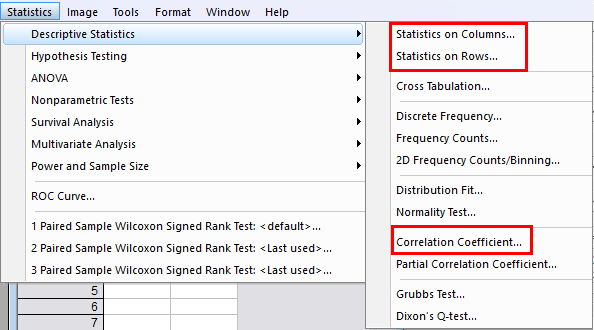 Statistics Image Tools Format Window Help
Descriptive Statistics
Hypothesis Testing
ANOVA
Nonparametric Tests
Survival Analysis
Multivariate Analysis
Power and Sample Size
ROC Curve...
1 Paired Sample Wilcoxon Signed Rank Test: <default>...
2 Paired Sample Wilcoxon Signed Rank Test: <Last used>...
3 Paired Sample Wilcoxon Signed Rank Test: <Last used>...
5
6
7
Statistics on Columns...
Statistics on Rows...
Cross Tabulation...
Discrete Frequency...
Frequency Counts...
2D Frequency Counts/Binning...
Distribution Fit...
Normality Test...
Correlation Coefficient...
Partial Correlation Coefficient...
Grubbs Test...
Dixon's Q-test...